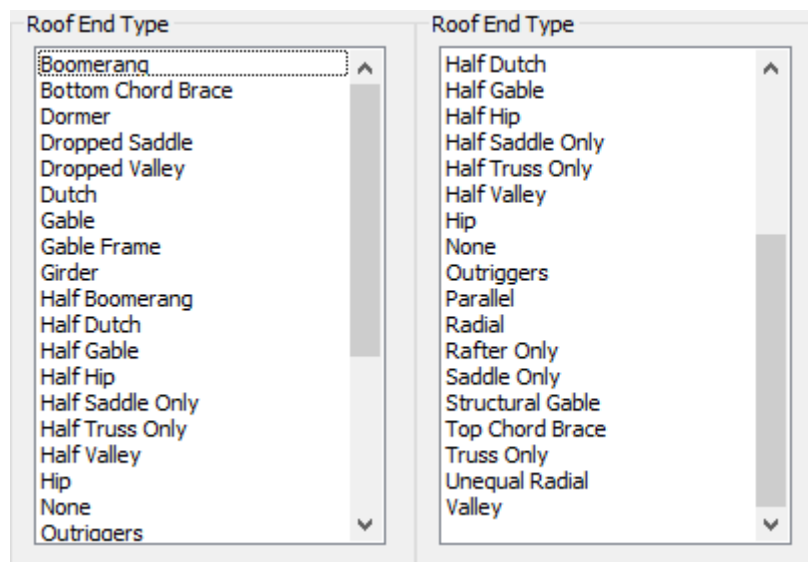 Roof End Type
Boomerang
Bottom Chord Brace
Dormer
Dropped Saddle
Dropped Valley
Dutch
Gable
Gable Frame
Girder
Half Boomerang
Half Dutch
Half Gable
Half Hip
Half Saddle Only
Half Truss Only
Half Valley
Hip
None
Outriggers
Roof End Type
Half Dutch
Half Gable
Half Hip
Half Saddle Only
Half Truss Only
Half Valley
Hip
None
Outriggers
Parallel
Radial
Rafter Only
Saddle Only
Structural Gable
Top Chord Brace
Truss Only
Unequal Radial
Valley